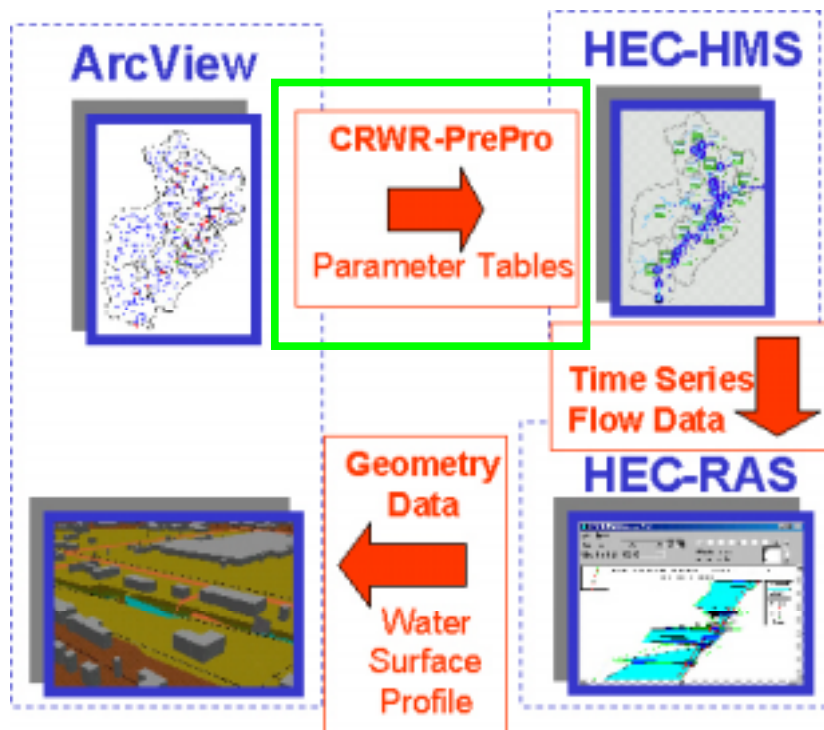 ArcView
HEC-HMS
CRWR-PrePro
Parameter Tables
Time Series
Flow Data
Geometry
Data
HEC-RAS
Water
Surface
Profile